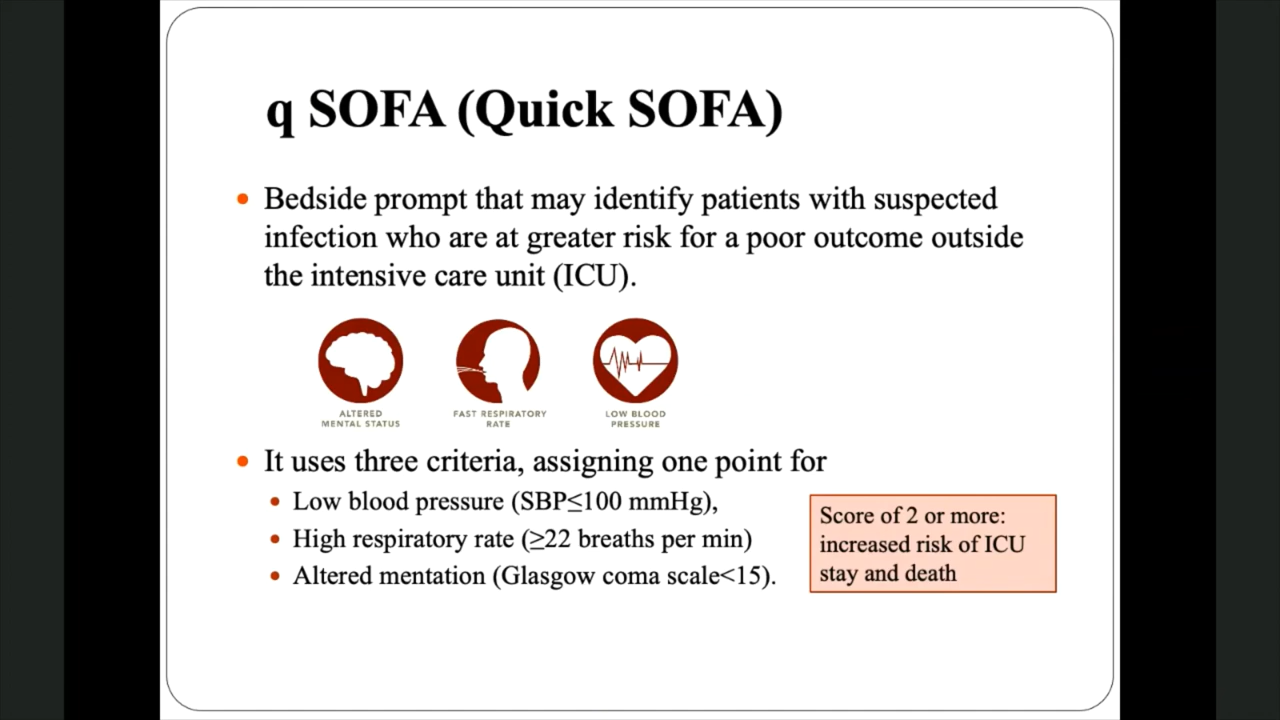 q SOFA (Quick SOFA)
• Bedside prompt that may identify patients with suspected
infection who are at greater risk for a poor outcome outside
the intensive care unit (ICU).
ALTERED
MENTAL STATUS
FAST RESPIRATORY
RATE
LOW BLOOD
PRESSURE
• It uses three criteria, assigning one point for
• Low blood pressure (SBP≤100 mmHg),
• High respiratory rate (≥22 breaths per min)
• Altered mentation (Glasgow coma scale<15).
Score of 2 or more:
increased risk of ICU
stay and death